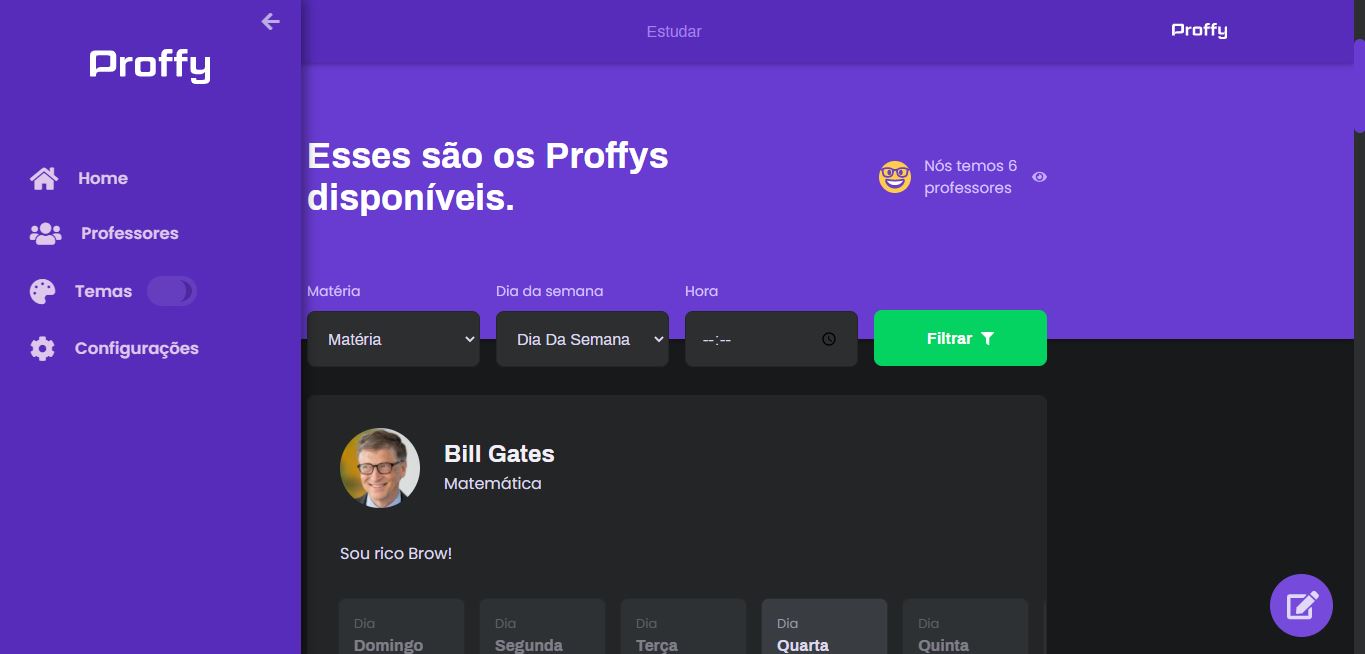 Proffy
Home
Professores
Temas
Configurações
Estudar
Proffy
Esses são os Proffys
disponíveis.
Nós temos 6
professores
Matéria
Dia da semana
Hora
Matéria
Dia Da Semana
--:--
Filtrar
Bill Gates
Matemática
Sou rico Brow!
Dia
Domingo
Dia
Segunda
Dia
Terça
Dia
Quarta
Dia
Quinta